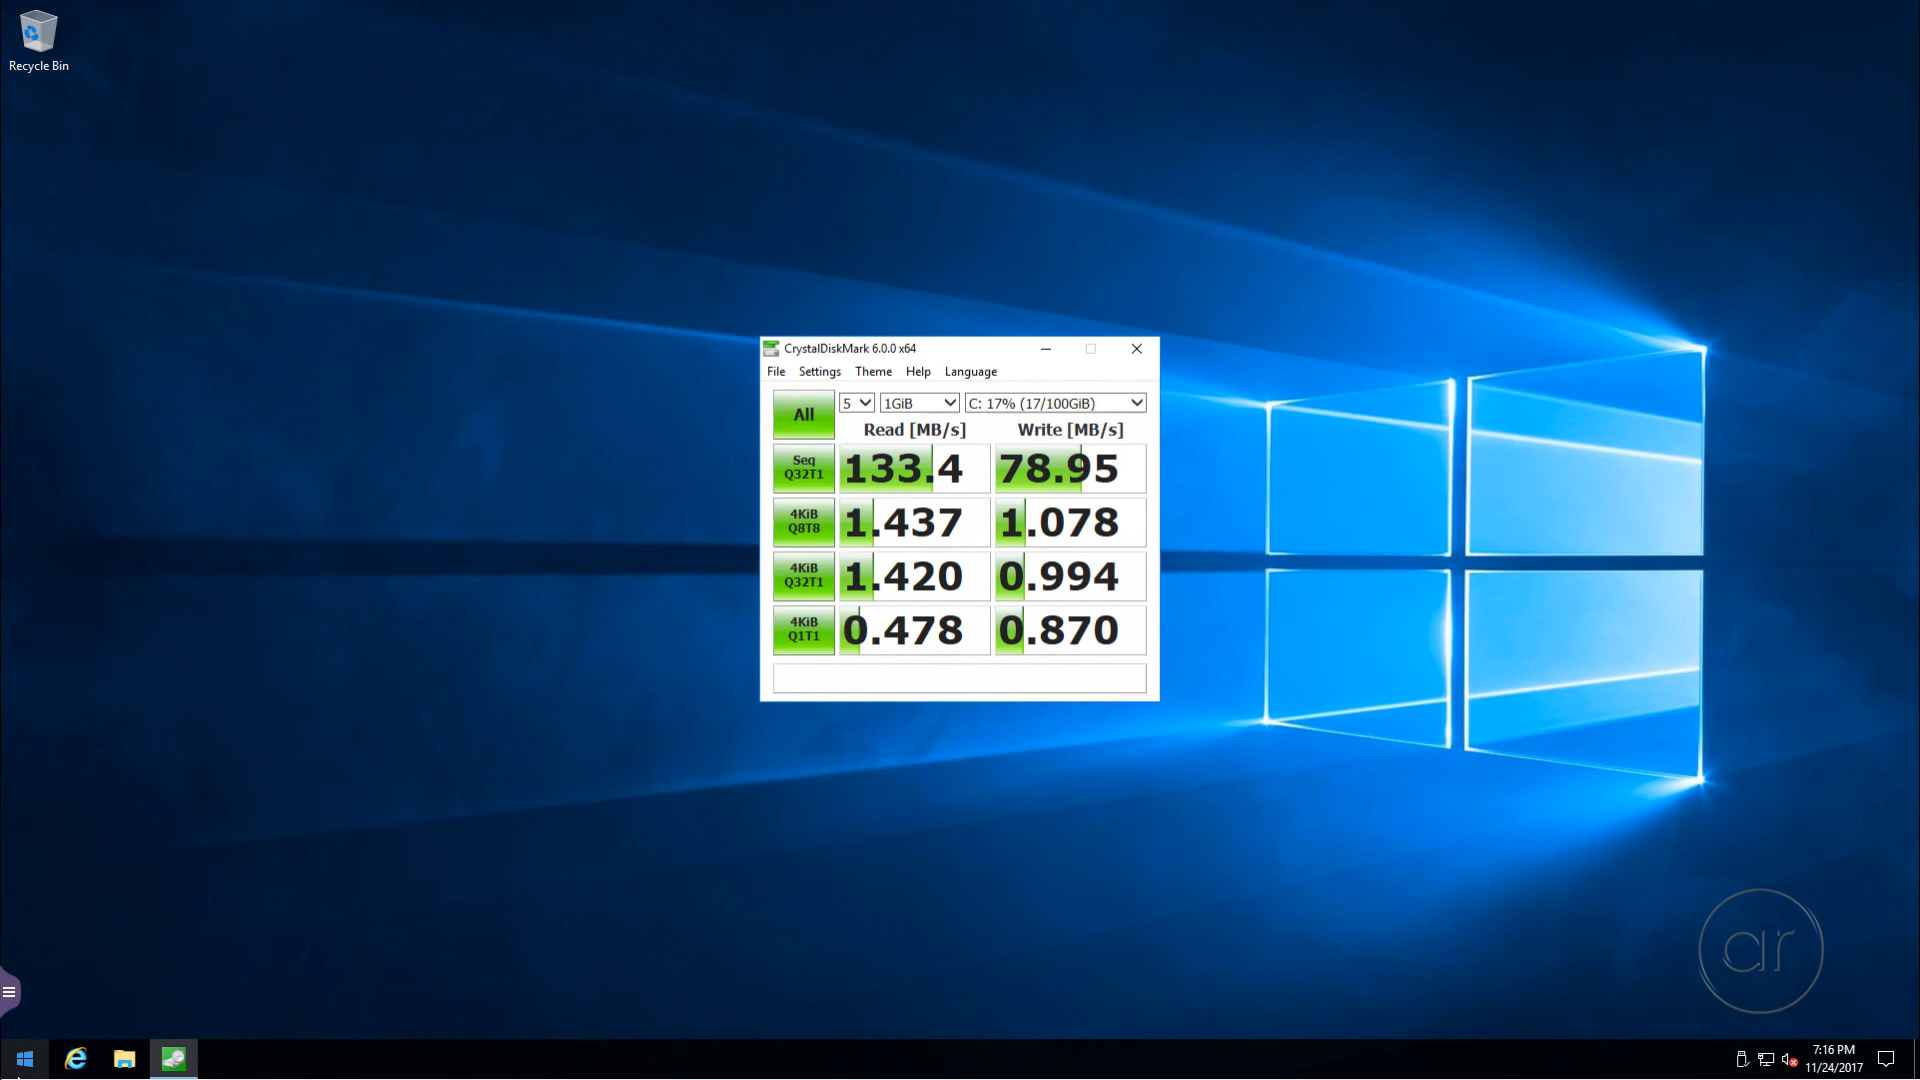 Recycle Bin
CrystalDiskMark 6.0.0 x64
File Settings Theme Help Language
All 5 1GiB C: 17% (17/100GiB)
Read [MB/s] Write [MB/s]
Seq
Q32T1
133.4 78.95
4KiB
Q8T8
1.437 1.078
4KiB
Q32T1
1.420 0.994
4KiB
Q1T1
0.478 0.870
ar
7:16 PM
11/24/2017